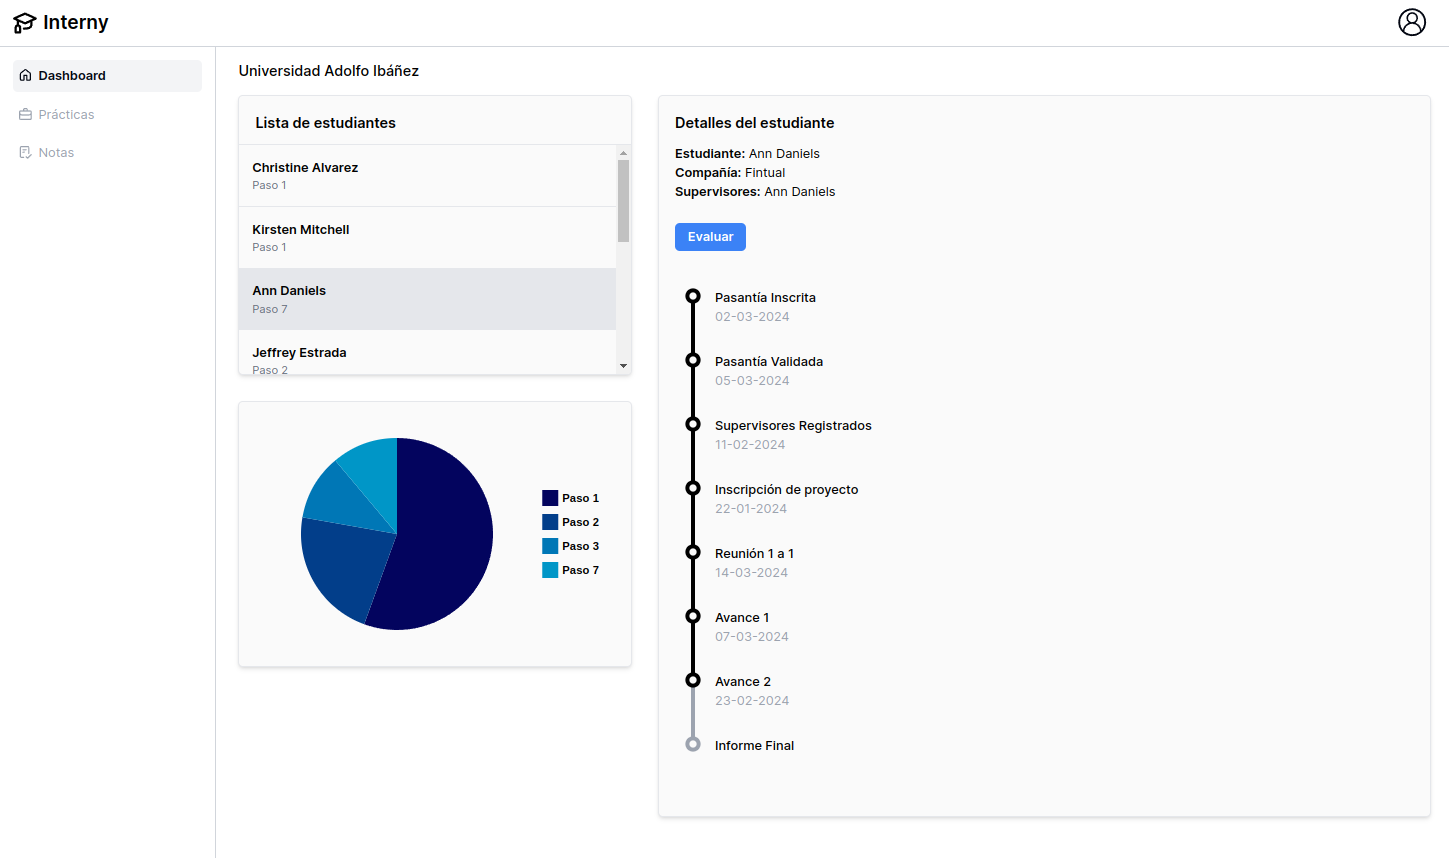 Interny
Dashboard
Prácticas
Notas
Universidad Adolfo Ibáñez
Lista de estudiantes
Christine Alvarez
Paso 1
Kirsten Mitchell
Paso 1
Ann Daniels
Paso 7
Jeffrey Estrada
Paso 2
Paso 1
Paso 2
Paso 3
Paso 7
Detalles del estudiante
Estudiante: Ann Daniels
Compañía: Fintual
Supervisores: Ann Daniels
Evaluar
Pasantía Inscrita
02-03-2024
Pasantía Validada
05-03-2024
Supervisores Registrados
11-02-2024
Inscripción de proyecto
22-01-2024
Reunión 1 a 1
14-03-2024
Avance 1
07-03-2024
Avance 2
23-02-2024
Informe Final